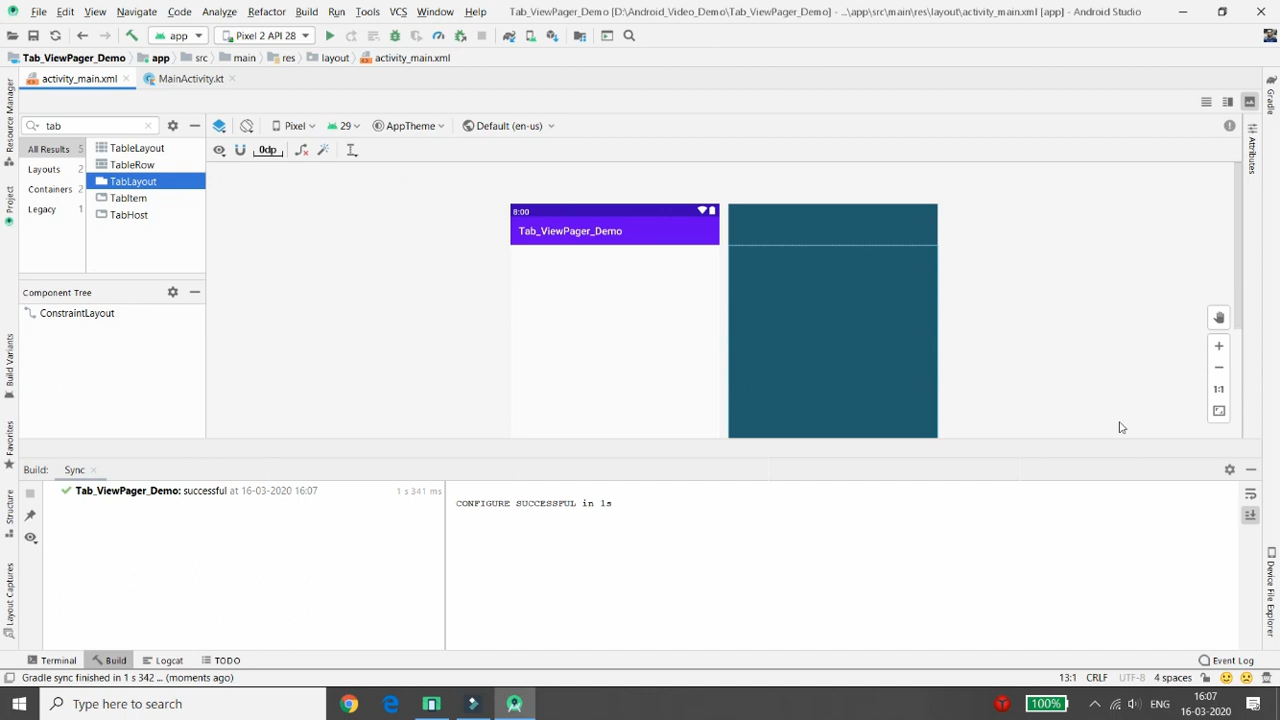 File Edit View Navigate Code Analyze Refactor Build Run Tools VCS Window Help Tab_ViewPager_Demo [D:\Android_Video_Demo\Tab_ViewPager_Demo] - ...\app\src\main\res\layout\activity_main.xml [app] - Android Studio
app Pixel 2 API 28
Tab_ViewPager_Demo app src main res layout activity_main.xml
activity_main.xml MainActivity.kt
Resource Manager
Gradle
tab
Pixel 29 AppTheme Default (en-us)
All Results 5
Layouts 2
Containers 2
Legacy 1
TableLayout
TableRow
TabLayout
TabItem
TabHost
0dp
Attributes
Project
8:00
Tab_ViewPager_Demo
Component Tree
ConstraintLayout
1:1
Build Variants
Favorites
Structure
Layout Captures
Build: Sync
Tab_ViewPager_Demo: successful at 16-03-2020 16:07 1 s 341 ms
CONFIGURE SUCCESSFUL in 1s
Device File Explorer
Terminal Build Logcat TODO Event Log
Gradle sync finished in 1 s 342 ... (moments ago) 13:1 CRLF UTF-8 4 spaces
Type here to search
100% ENG 16:07
16-03-2020